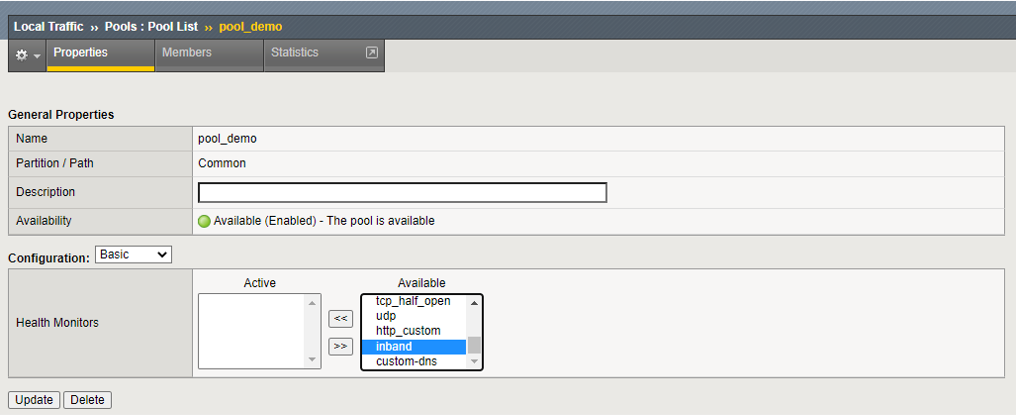 Local Traffic ›› Pools : Pool List ›› pool_demo
Properties Members Statistics
General Properties
Name pool_demo
Partition / Path Common
Description
Availability Available (Enabled) - The pool is available
Configuration: Basic
Active Available
Health Monitors
<< >>
tcp_half_open
udp
http_custom
inband
custom-dns
Update Delete